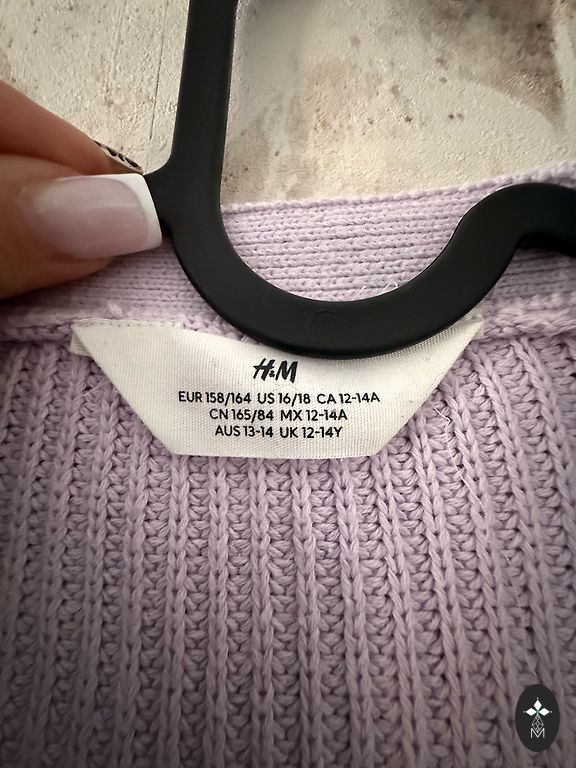 H&M
EUR 158/164 US 16/18 CA 12-14A
CN 165/84 MX 12-14A
AUS 13-14 UK 12-14Y
M